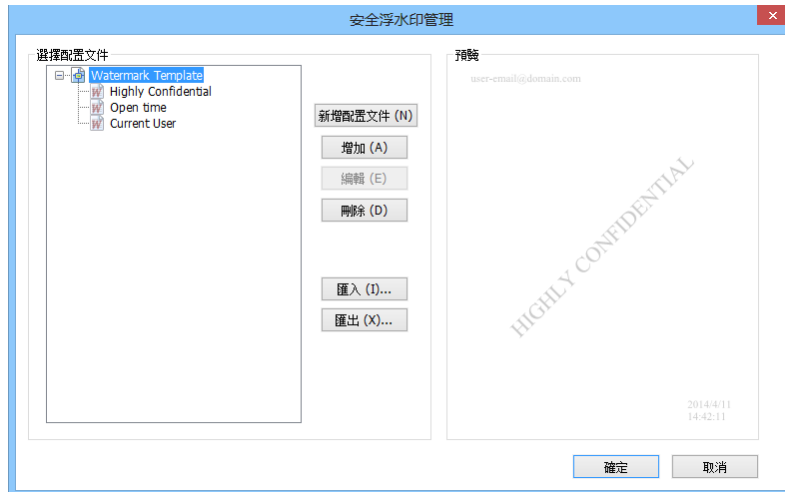 安全浮水印管理
選擇配置文件
Watermark Template
Highly Confidential
Open time
Current User
新增配置文件 (N)
增加 (A)
編輯 (E)
刪除 (D)
匯入 (I)...
匯出 (X)...
預覽
user-email@domain.com
HIGHLY CONFIDENTIAL
2014/4/11
14:42:11
確定
取消